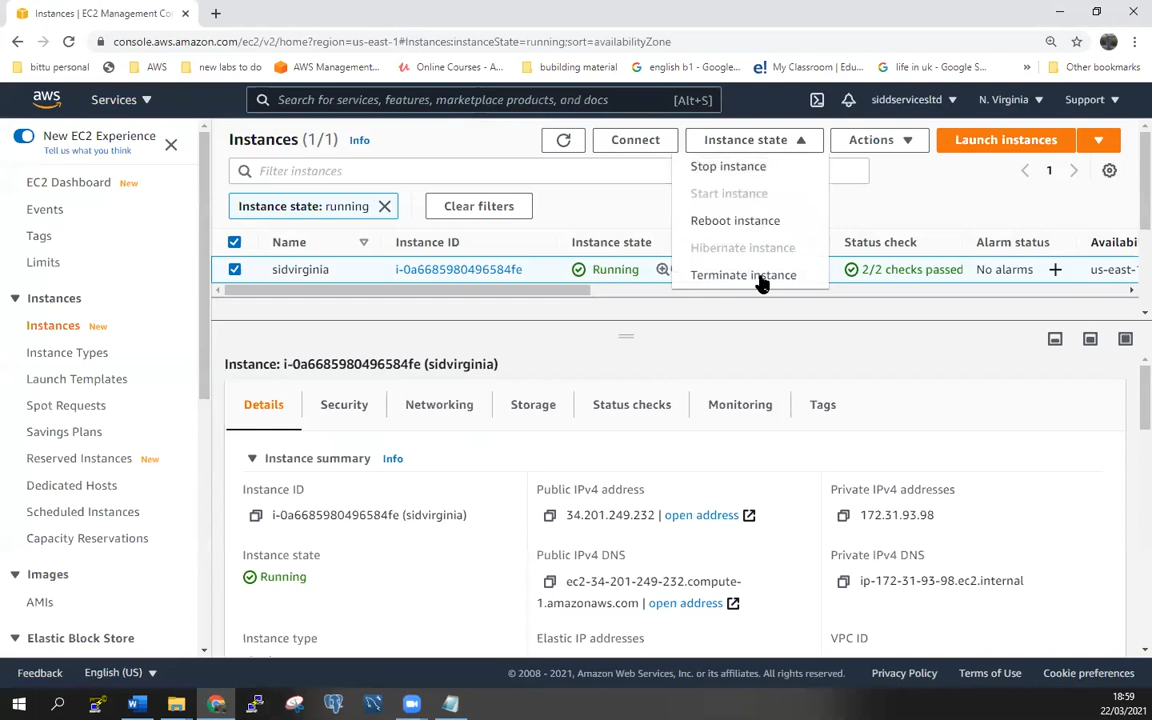 Instances | EC2 Management Co
console.aws.amazon.com/ec2/v2/home?region=us-east-1#Instances:instanceState=running;sort=availabilityZone
bittu personal
AWS
new labs to do
AWS Management...
Online Courses - A...
bubuilding material
english b1 - Google...
My Classroom | Edu...
life in uk - Google S...
Other bookmarks
aws
Services
Search for services, features, marketplace products, and docs
[Alt+S]
siddservicesltd
N. Virginia
Support
New EC2 Experience
Tell us what you think
EC2 Dashboard New
Events
Tags
Limits
Instances
Instances New
Instance Types
Launch Templates
Spot Requests
Savings Plans
Reserved Instances New
Dedicated Hosts
Scheduled Instances
Capacity Reservations
Images
AMIs
Elastic Block Store
Instances (1/1) Info
Connect
Instance state
Actions
Launch instances
Filter instances
1
Stop instance
Start instance
Reboot instance
Hibernate instance
Terminate instance
Instance state: running
Clear filters
Name
Instance ID
Instance state
Status check
Alarm status
Availabi
sidvirginia
i-0a6685980496584fe
Running
2/2 checks passed
No alarms
us-east-
Instance: i-0a6685980496584fe (sidvirginia)
Details
Security
Networking
Storage
Status checks
Monitoring
Tags
Instance summary Info
Instance ID
i-0a6685980496584fe (sidvirginia)
Public IPv4 address
34.201.249.232 | open address
Private IPv4 addresses
172.31.93.98
Instance state
Running
Public IPv4 DNS
ec2-34-201-249-232.compute-
1.amazonaws.com | open address
Private IPv4 DNS
ip-172-31-93-98.ec2.internal
Instance type
Elastic IP addresses
VPC ID
Feedback
English (US)
© 2008 - 2021, Amazon Web Services, Inc. or its affiliates. All rights reserved.
Privacy Policy
Terms of Use
Cookie preferences
18:59
22/03/2021